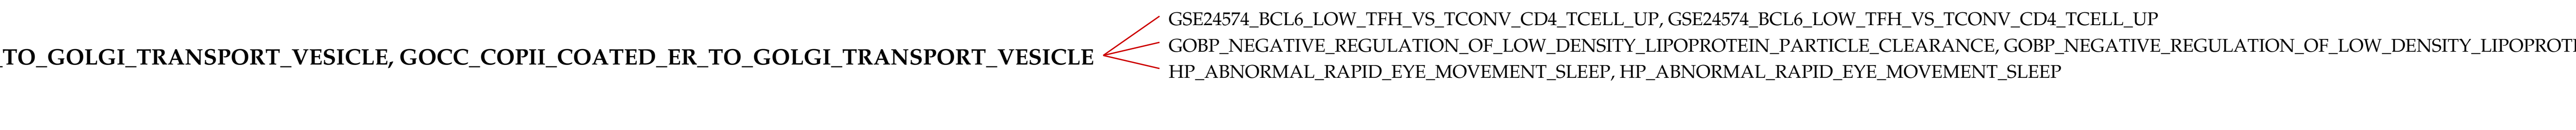 GSE24574_BCL6_LOW_TFH_VS_TCONV_CD4_TCELL_UP, GSE24574_BCL6_LOW_TFH_VS_TCONV_CD4_TCELL_UP
GOBP_NEGATIVE_REGULATION_OF_LOW_DENSITY_LIPOPROTEIN_PARTICLE_CLEARANCE, GOBP_NEGATIVE_REGULATION_OF_LOW_DENSITY_LIPOPROT
_TO_GOLGI_TRANSPORT_VESICLE, GOCC_COPII_COATED_ER_TO_GOLGI_TRANSPORT_VESICLE
HP_ABNORMAL_RAPID_EYE_MOVEMENT_SLEEP, HP_ABNORMAL_RAPID_EYE_MOVEMENT_SLEEP